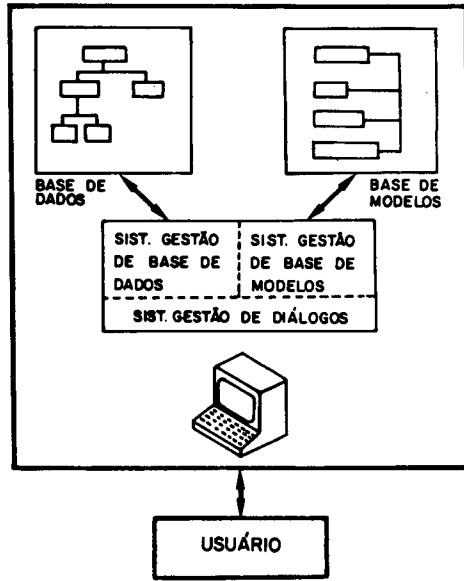 BASE DE
DADOS
BASE DE
MODELOS
SIST. GESTÃO
DE BASE DE
DADOS
SIST. GESTÃO
DE BASE DE
MODELOS
SIST. GESTÃO DE DIÁLOGOS
USUÁRIO